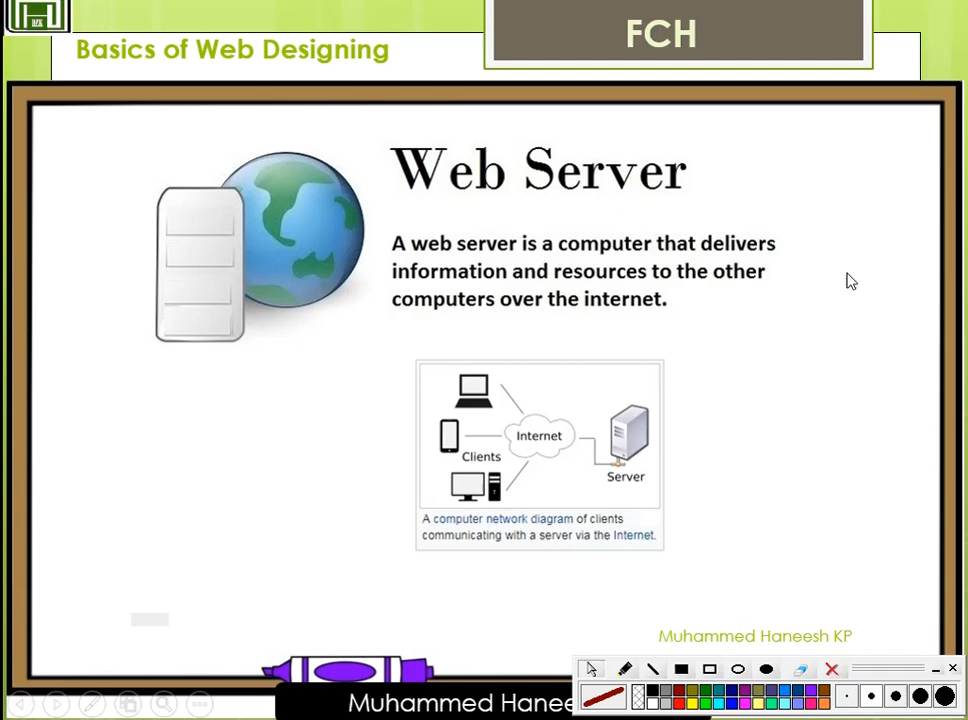 FCH
Basics of Web Designing
Web Server
A web server is a computer that delivers
information and resources to the other
computers over the internet.
Internet
Clients
Server
A computer network diagram of clients
communicating with a server via the Internet.
Muhammed Haneesh KP
Muhammed Haneesh